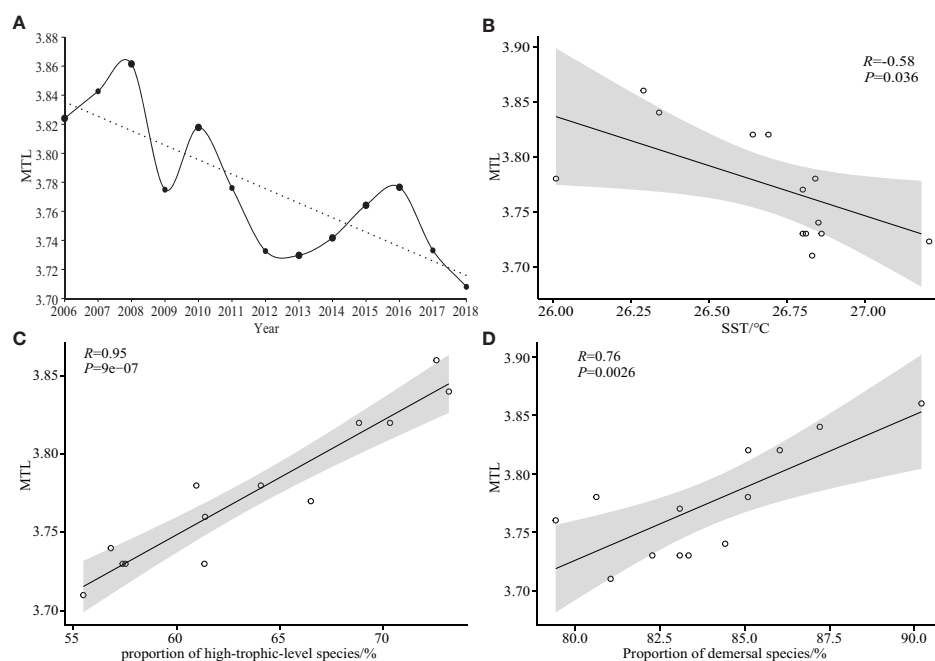 A
3.88
3.86
3.84
3.82
3.80
3.78
3.76
3.74
3.72
3.70
MTL
2006 2007 2008 2009 2010 2011 2012 2013 2014 2015 2016 2017 2018
Year
B
R=-0.58
P=0.036
3.90
3.85
3.80
3.75
3.70
MTL
26.00 26.25 26.50 26.75 27.00
SST/°C
C
R=0.95
P=9e−07
3.85
3.80
3.75
3.70
MTL
55 60 65 70
proportion of high-trophic-level species/%
D
R=0.76
P=0.0026
3.90
3.85
3.80
3.75
3.70
MTL
80.0 82.5 85.0 87.5 90.0
Proportion of demersal species/%